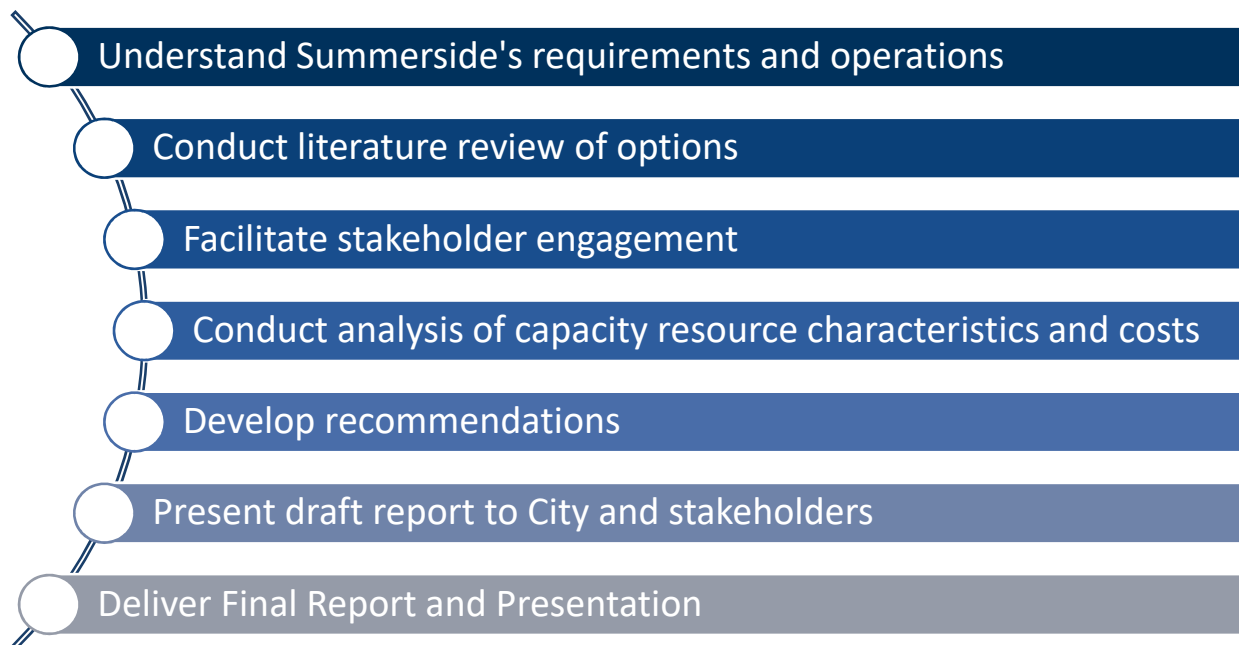 Understand Summerside's requirements and operations
Conduct literature review of options
Facilitate stakeholder engagement
Conduct analysis of capacity resource characteristics and costs
Develop recommendations
Present draft report to City and stakeholders
Deliver Final Report and Presentation